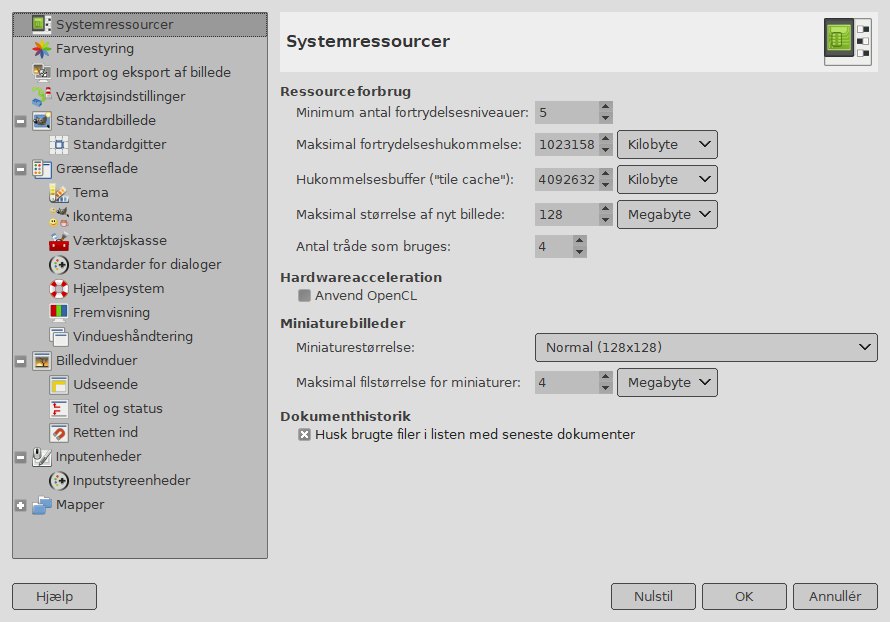 Systemressourcer
Farvestyring
Import og eksport af billede
Værktøjsindstillinger
Standardbillede
Standardgitter
Grænseflade
Tema
Ikontema
Værktøjskasse
Standarder for dialoger
Hjælpesystem
Fremvisning
Vindueshåndtering
Billedvinduer
Udseende
Titel og status
Retten ind
Inputenheder
Inputstyreenheder
Mapper
Systemressourcer
Ressourceforbrug
Minimum antal fortrydelsesniveauer: 5
Maksimal fortrydelseshukommelse: 1023158 Kilobyte
Hukommelsesbuffer ("tile cache"): 4092632 Kilobyte
Maksimal størrelse af nyt billede: 128 Megabyte
Antal tråde som bruges: 4
Hardwareacceleration
Anvend OpenCL
Miniaturebilleder
Miniaturestørrelse: Normal (128x128)
Maksimal filstørrelse for miniaturer: 4 Megabyte
Dokumenthistorik
Husk brugte filer i listen med seneste dokumenter
Hjælp Nulstil OK Annullér